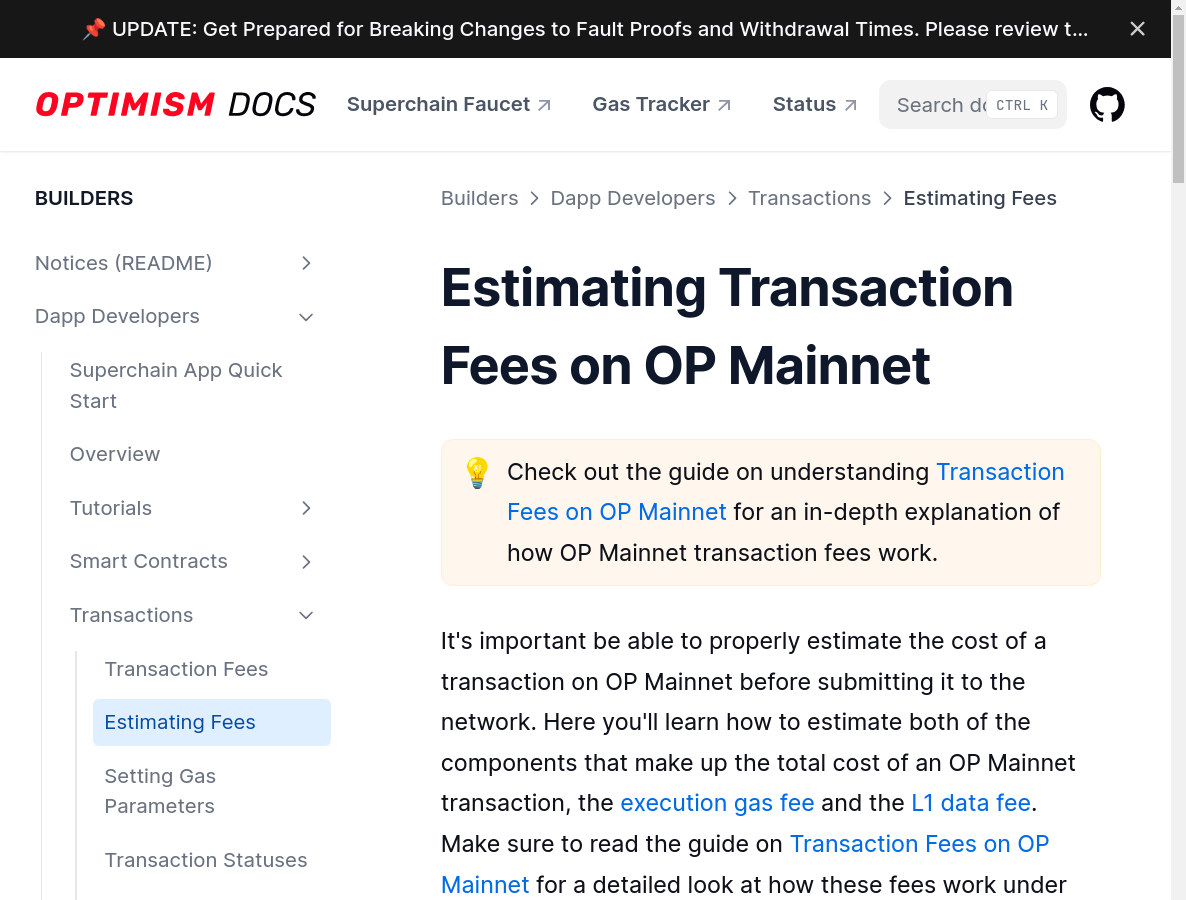 📌 UPDATE: Get Prepared for Breaking Changes to Fault Proofs and Withdrawal Times. Please review t...
OPTIMISM DOCS
Superchain Faucet
Gas Tracker
Status
Search do
CTRL K
BUILDERS
Notices (README)
Dapp Developers
Superchain App Quick
Start
Overview
Tutorials
Smart Contracts
Transactions
Transaction Fees
Estimating Fees
Setting Gas
Parameters
Transaction Statuses
Builders > Dapp Developers > Transactions > Estimating Fees
Estimating Transaction
Fees on OP Mainnet
💡 Check out the guide on understanding Transaction
Fees on OP Mainnet for an in-depth explanation of
how OP Mainnet transaction fees work.
It's important be able to properly estimate the cost of a
transaction on OP Mainnet before submitting it to the
network. Here you'll learn how to estimate both of the
components that make up the total cost of an OP Mainnet
transaction, the execution gas fee and the L1 data fee.
Make sure to read the guide on Transaction Fees on OP
Mainnet for a detailed look at how these fees work under